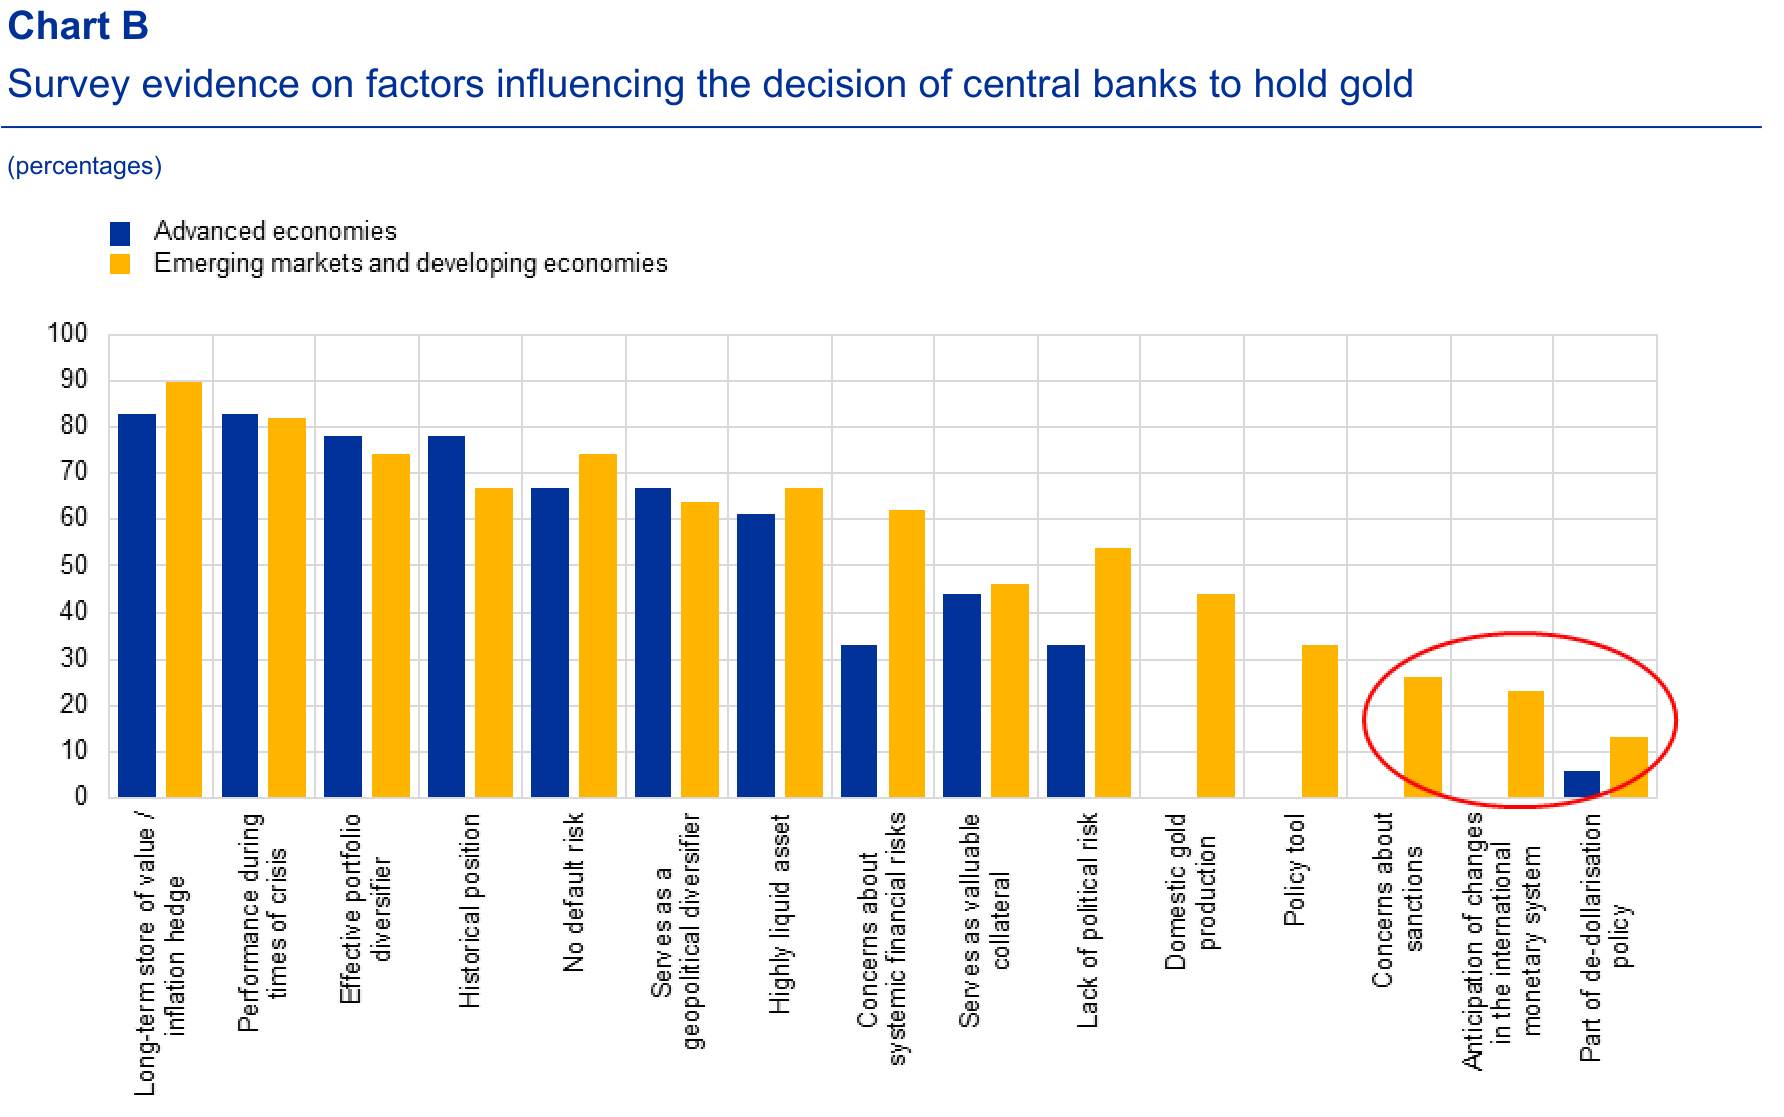 Chart B
Survey evidence on factors influencing the decision of central banks to hold gold
(percentages)
Advanced economies
Emerging markets and developing economies
100
90
80
70
60
50
40
30
20
10
0
Long-term store of value /
inflation hedge
Performance during
times of crisis
Effective portfolio
diversifier
Historical position
No default risk
Serves as a
geopolitical diversifier
Highly liquid asset
Concerns about
systemic financial risks
Serves as valluable
collateral
Lack of political risk
Domestic gold
production
Policy tool
Concerns about
sanctions
Anticipation of changes
in the international
monetary system
Part of de-dollarisation
policy